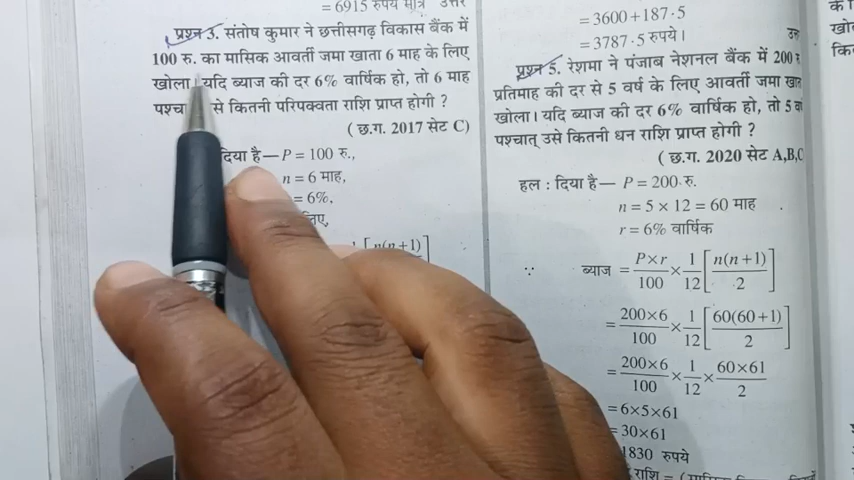 = 6915 रुपये मात्र उत्तर
प्रश्न 3. संतोष कुमार ने छत्तीसगढ़ विकास बैंक में
100 रु. का मासिक आवर्ती जमा खाता 6 माह के लिए
खोला यदि ब्याज की दर 6% वार्षिक हो, तो 6 माह
पश्चा से कितनी परिपक्वता राशि प्राप्त होगी ?
( छ.ग. 2017 सेट C)
दिया है— P = 100 रु.,
n = 6 माह,
= 6%,
लिए,
[n(n+1)]
= 3600 + 187·5
= 3787·5 रुपये।
प्रश्न 5. रेशमा ने पंजाब नेशनल बैंक में 200 रु
प्रतिमाह की दर से 5 वर्ष के लिए आवर्ती जमा खात
खोला। यदि ब्याज की दर 6% वार्षिक हो, तो 5 व
पश्चात् उसे कितनी धन राशि प्राप्त होगी ?
( छ.ग. 2020 सेट A,B,C
हल : दिया है— P = 200 रु.
n = 5 × 12 = 60 माह
r = 6% वार्षिक
∵ ब्याज = P×r/100 × 1/12 [n(n+1)/2]
= 200×6/100 × 1/12 [60(60+1)/2]
= 200×6/100 × 1/12 × 60×61/2
= 6×5×61
= 30×61
1830 रुपये
राशि =
खो
कि